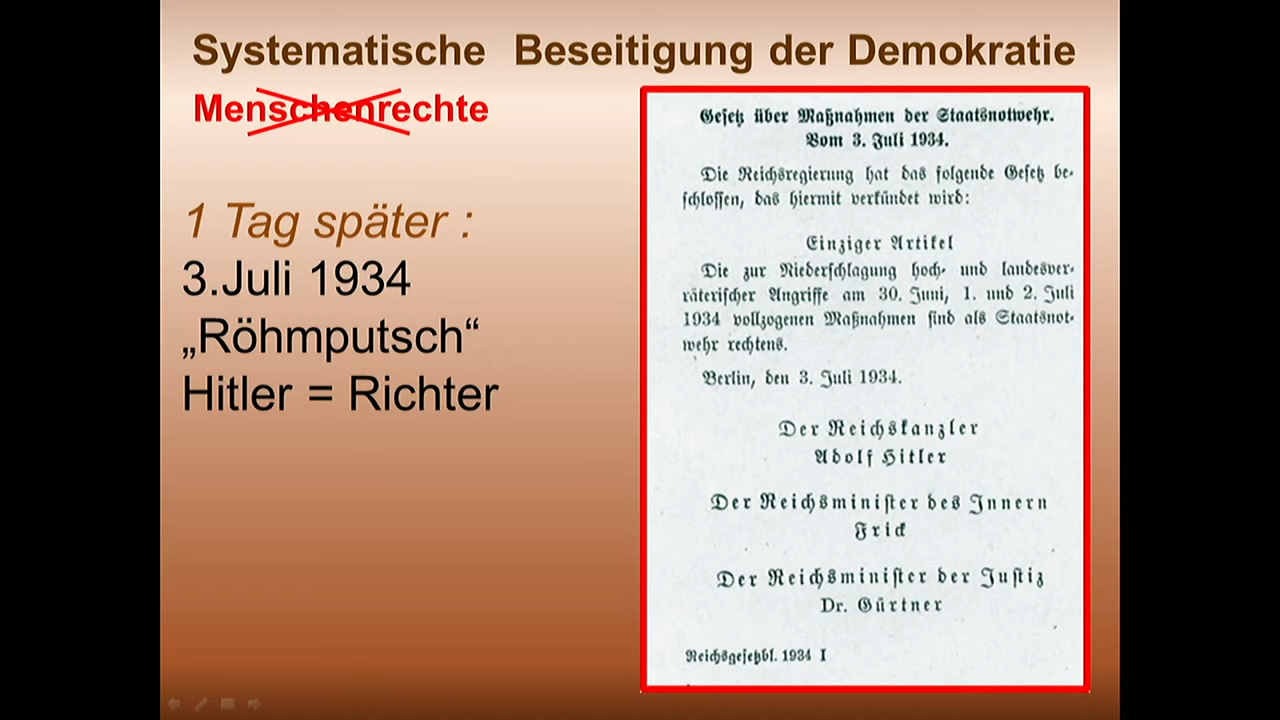 Systematische Beseitigung der Demokratie
Menschenrechte
1 Tag später :
3.Juli 1934
„Röhmputsch“
Hitler = Richter
Gesetz über Maßnahmen der Staatsnotwehr.
Vom 3. Juli 1934.
Die Reichsregierung hat das folgende Gesetz be-
schlossen, das hiermit verkündet wird:
Einziger Artikel
Die zur Niederschlagung hoch- und landesver-
räterischer Angriffe am 30. Juni, 1. und 2. Juli
1934 vollzogenen Maßnahmen sind als Staatsnot-
wehr rechtens.
Berlin, den 3. Juli 1934.
Der Reichskanzler
Adolf Hitler
Der Reichsminister des Innern
Frick
Der Reichsminister der Justiz
Dr. Gürtner
Reichsgesetzbl. 1934 I